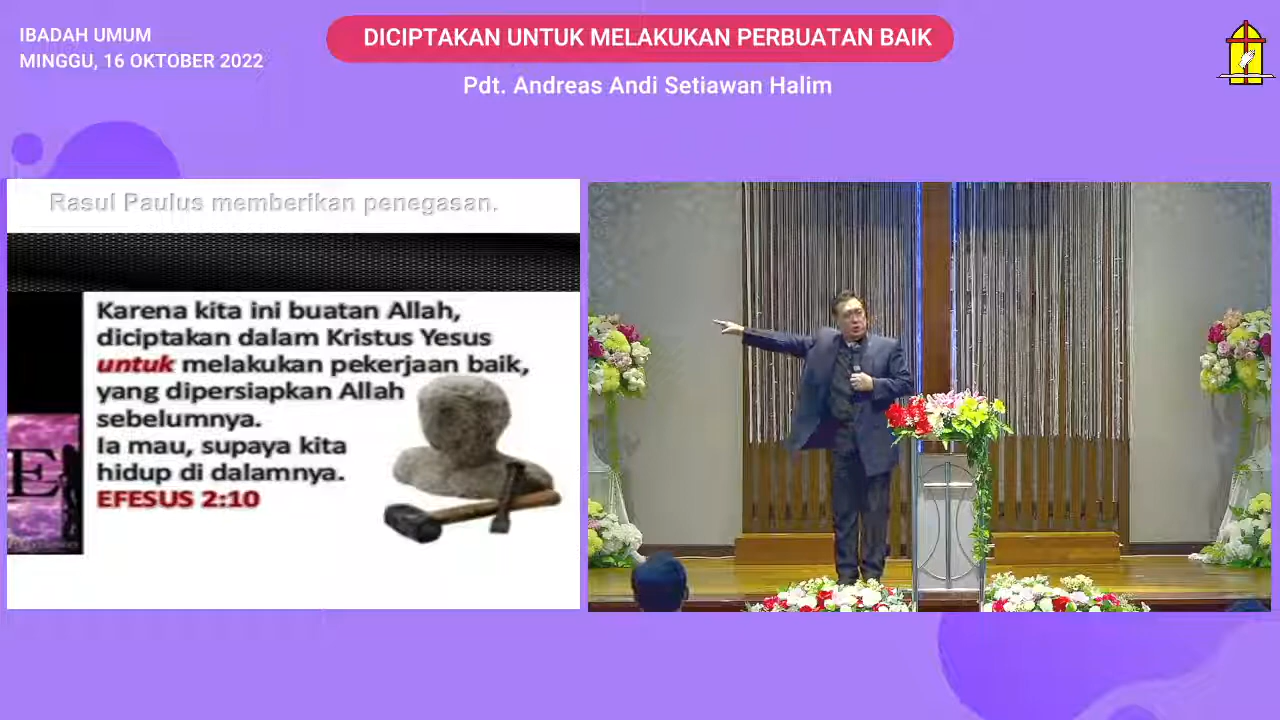 IBADAH UMUM
MINGGU, 16 OKTOBER 2022
DICIPTAKAN UNTUK MELAKUKAN PERBUATAN BAIK
Pdt. Andreas Andi Setiawan Halim
Rasul Paulus memberikan penegasan.
Karena kita ini buatan Allah,
diciptakan dalam Kristus Yesus
untuk melakukan pekerjaan baik,
yang dipersiapkan Allah
sebelumnya.
Ia mau, supaya kita
hidup di dalamnya.
EFESUS 2:10
E